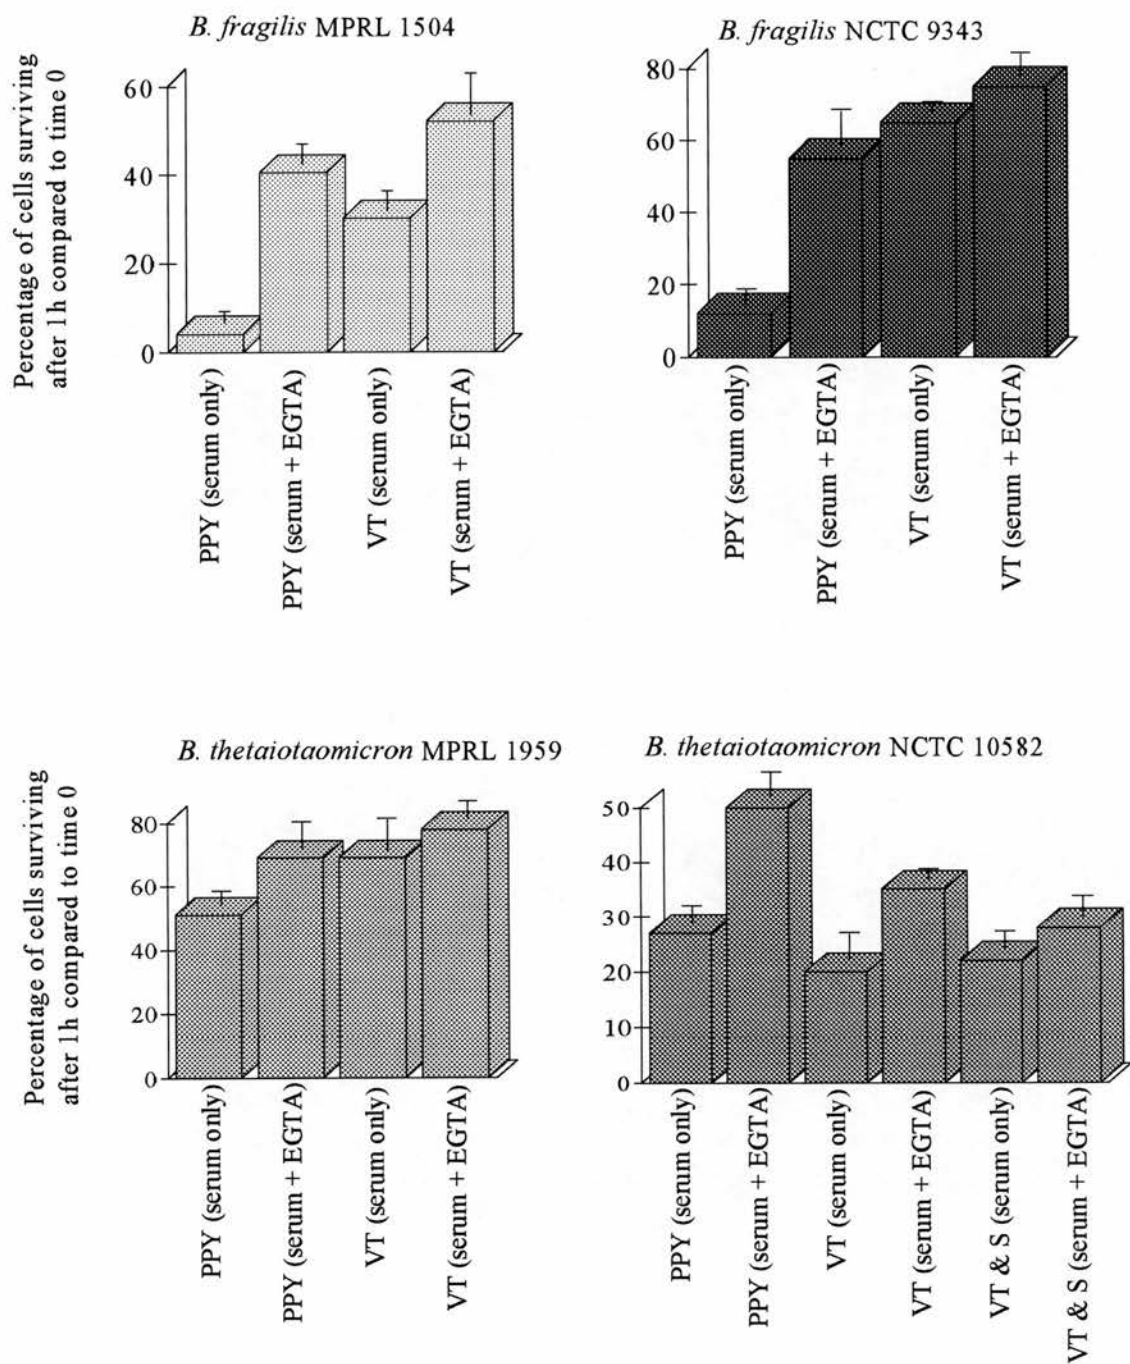 B. fragilis MPRL 1504
Percentage of cells surviving
after 1h compared to time 0
60
40
20
0
PPY (serum only)
PPY (serum + EGTA)
VT (serum only)
VT (serum + EGTA)
B. fragilis NCTC 9343
80
60
40
20
0
PPY (serum only)
PPY (serum + EGTA)
VT (serum only)
VT (serum + EGTA)
B. thetaiotaomicron MPRL 1959
Percentage of cells surviving
after 1h compared to time 0
80
60
40
20
0
PPY (serum only)
PPY (serum + EGTA)
VT (serum only)
VT (serum + EGTA)
B. thetaiotaomicron NCTC 10582
50
40
30
20
10
0
PPY (serum only)
PPY (serum + EGTA)
VT (serum only)
VT (serum + EGTA)
VT & S (serum only)
VT & S (serum + EGTA)